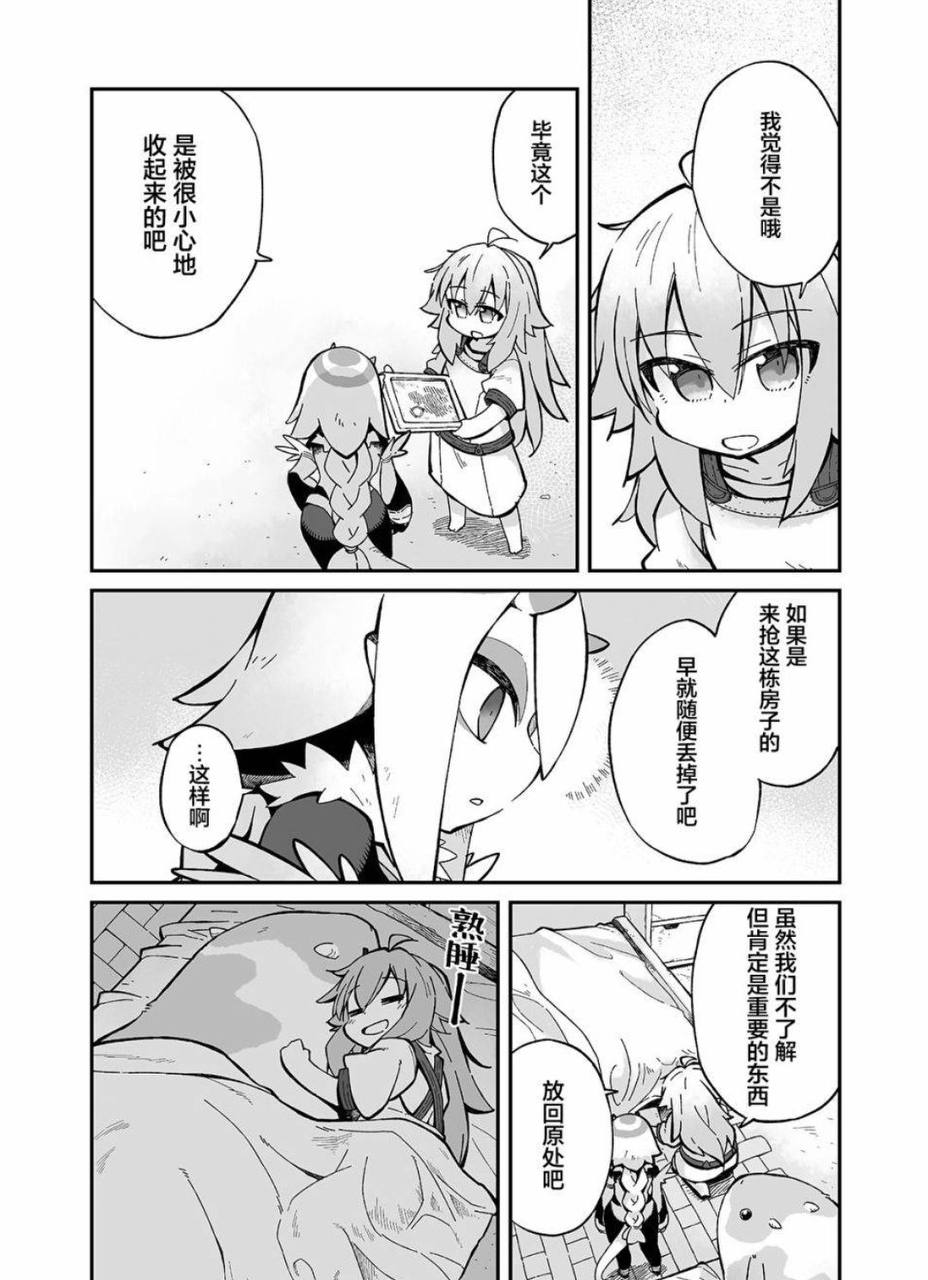 我觉得不是哦
毕竟这个
是被很小心地
收起来的吧
如果是
来抢这栋房子的
早就随便丢掉了吧
…这样啊
虽然我们不了解
但肯定是重要的东西
放回原处吧
熟睡ー